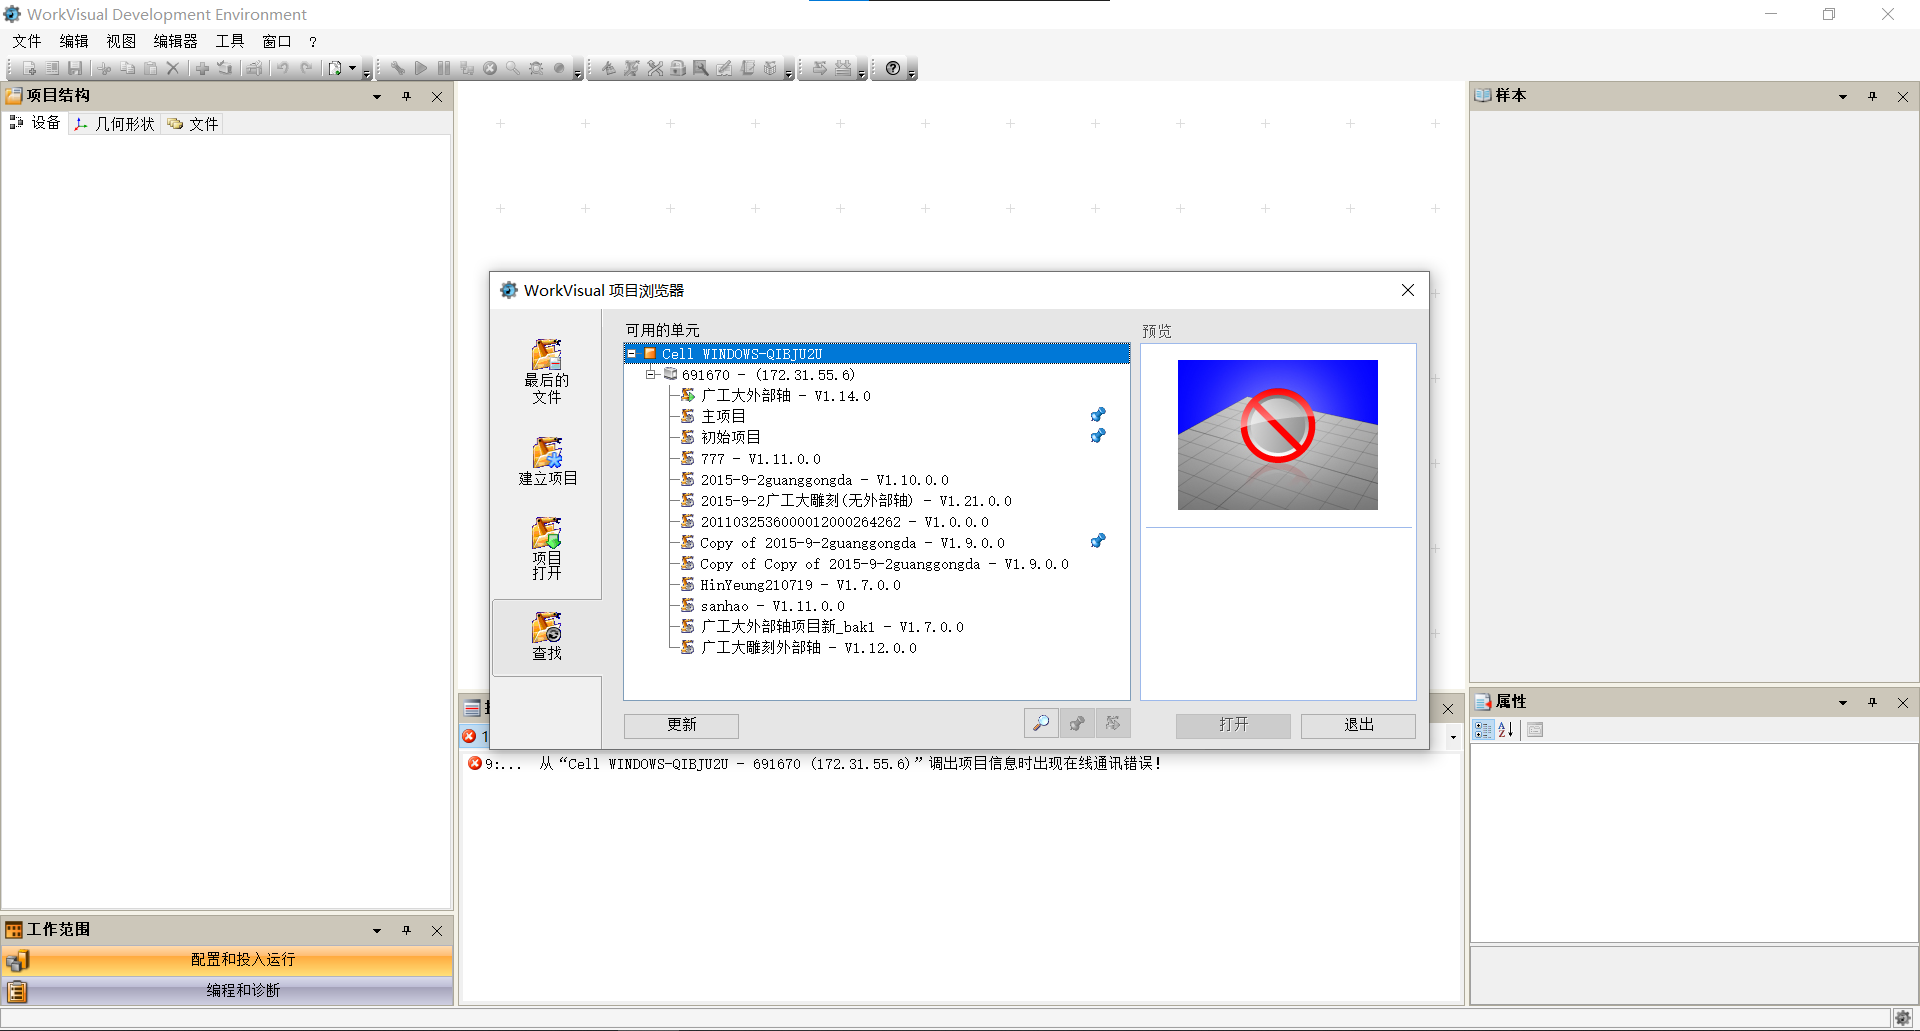 WorkVisual Development Environment
文件 编辑 视图 编辑器 工具 窗口 ?
项目结构
设备 几何形状 文件
样本
WorkVisual 项目浏览器
最后的
文件
建立项目
项目
打开
查找
可用的单元
Cell WINDOWS-QIBJU2U
691670 - (172.31.55.6)
广工大外部轴 - V1.14.0
主项目
初始项目
777 - V1.11.0.0
2015-9-2guanggongda - V1.10.0.0
2015-9-2广工大雕刻(无外部轴) - V1.21.0.0
2011032536000012000264262 - V1.0.0.0
Copy of 2015-9-2guanggongda - V1.9.0.0
Copy of Copy of 2015-9-2guanggongda - V1.9.0.0
HinYeung210719 - V1.7.0.0
sanhao - V1.11.0.0
广工大外部轴项目新_bak1 - V1.7.0.0
广工大雕刻外部轴 - V1.12.0.0
预览
更新
打开 退出
1
9:... 从“Cell WINDOWS-QIBJU2U - 691670 (172.31.55.6)”调出项目信息时出现在线通讯错误!
属性
工作范围
配置和投入运行
编程和诊断